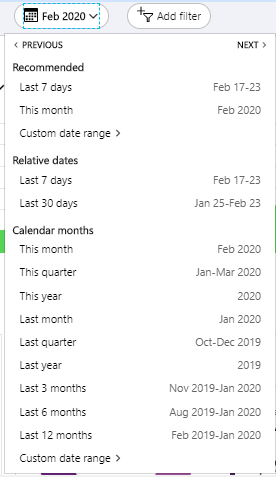 Feb 2020 Add filter
PREVIOUS NEXT
Recommended
Last 7 days Feb 17-23
This month Feb 2020
Custom date range
Relative dates
Last 7 days Feb 17-23
Last 30 days Jan 25-Feb 23
Calendar months
This month Feb 2020
This quarter Jan-Mar 2020
This year 2020
Last month Jan 2020
Last quarter Oct-Dec 2019
Last year 2019
Last 3 months Nov 2019-Jan 2020
Last 6 months Aug 2019-Jan 2020
Last 12 months Feb 2019-Jan 2020
Custom date range